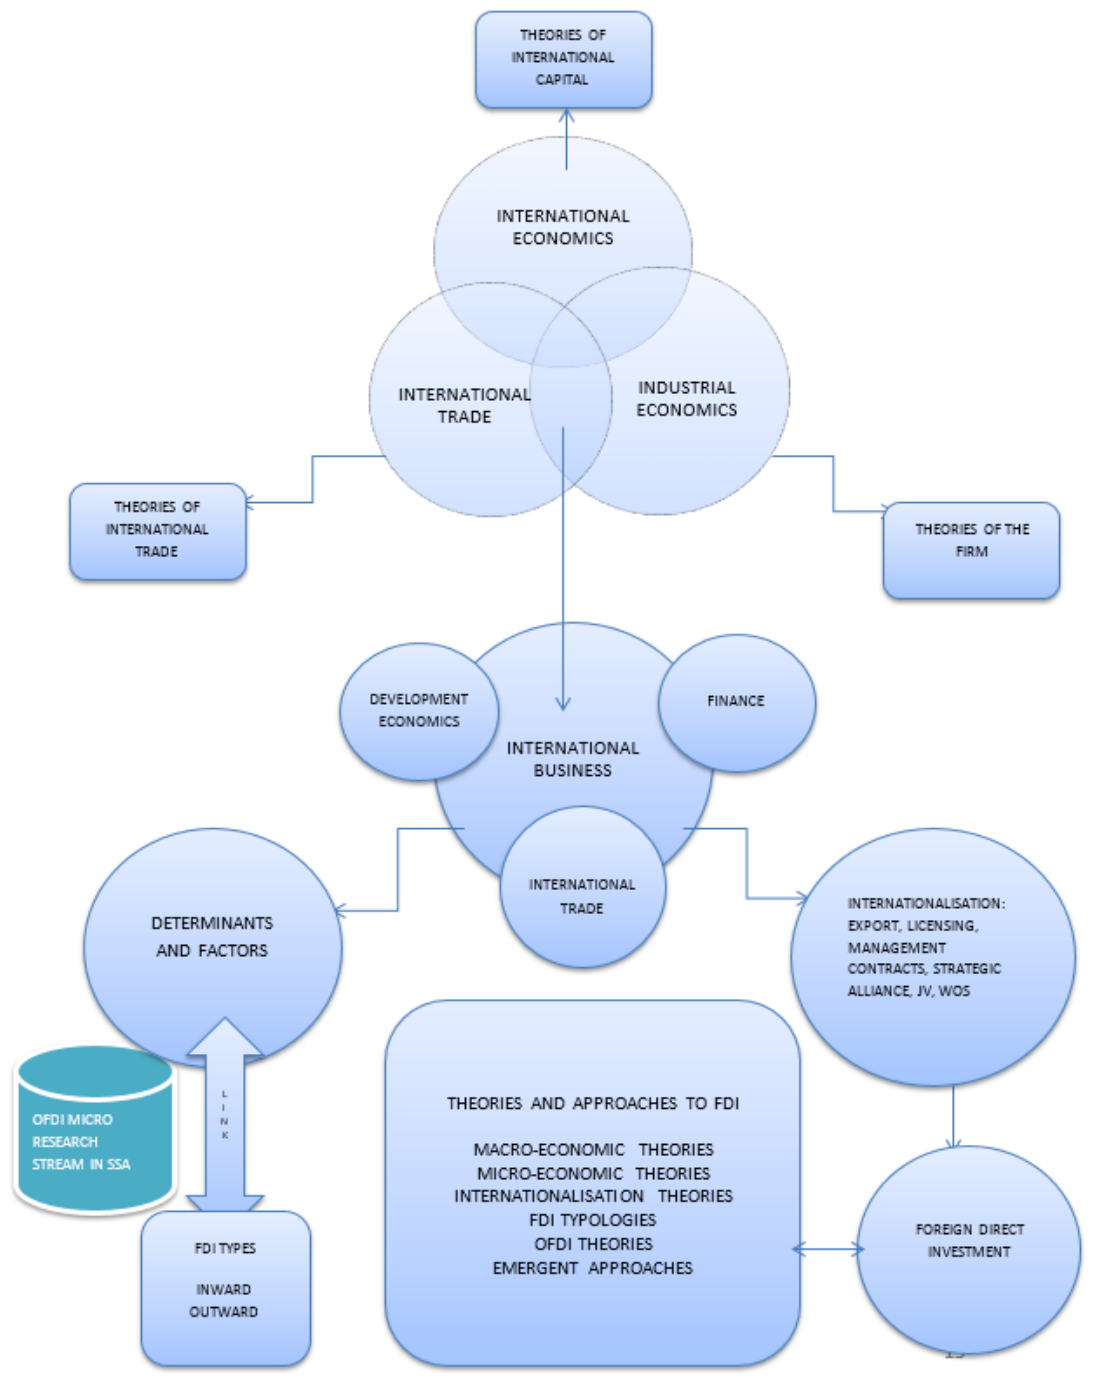 THEORIES OF
INTERNATIONAL
CAPITAL
INTERNATIONAL
ECONOMICS
INTERNATIONAL
TRADE
INDUSTRIAL
ECONOMICS
THEORIES OF
INTERNATIONAL
TRADE
THEORIES OF THE
FIRM
DEVELOPMENT
ECONOMICS
FINANCE
INTERNATIONAL
BUSINESS
INTERNATIONAL
TRADE
DETERMINANTS
AND FACTORS
INTERNATIONALISATION:
EXPORT, LICENSING,
MANAGEMENT
CONTRACTS, STRATEGIC
ALLIANCE, JV, WOS
L
I
N
K
OFDI MICRO
RESEARCH
STREAM IN SSA
THEORIES AND APPROACHES TO FDI
MACRO-ECONOMIC THEORIES
MICRO-ECONOMIC THEORIES
INTERNATIONALISATION THEORIES
FDI TYPOLOGIES
OFDI THEORIES
EMERGENT APPROACHES
FOREIGN DIRECT
INVESTMENT
FDI TYPES
INWARD
OUTWARD